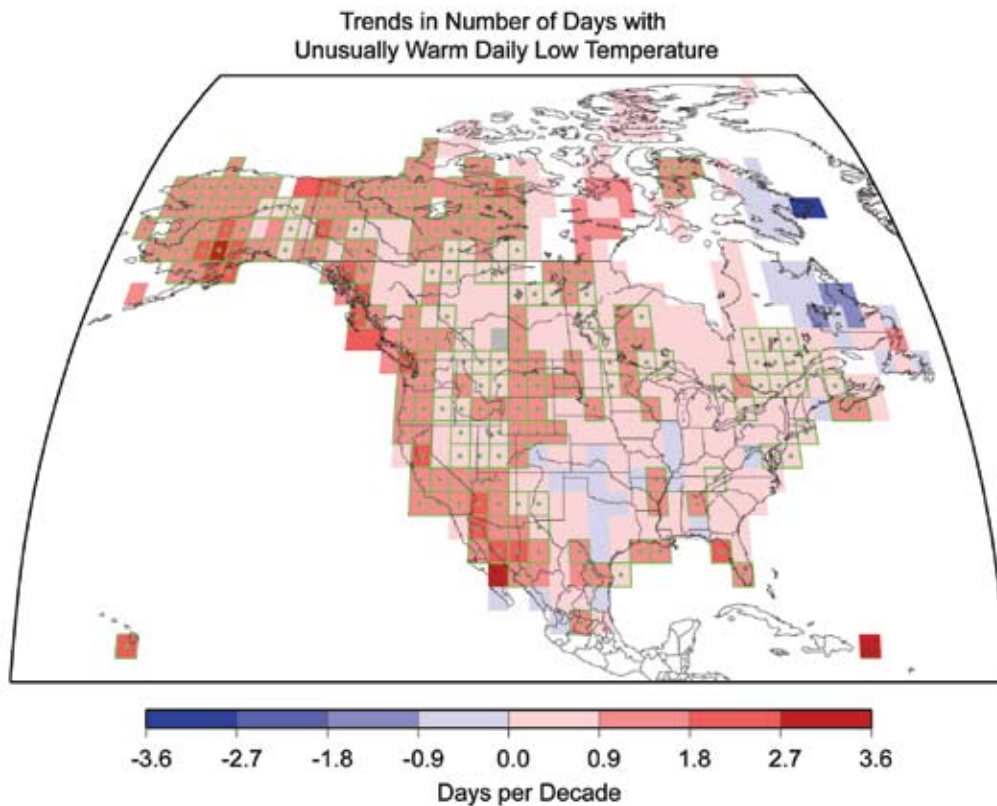 Trends in Number of Days with
Unusually Warm Daily Low Temperature
-3.6 -2.7 -1.8 -0.9 0.0 0.9 1.8 2.7 3.6
Days per Decade